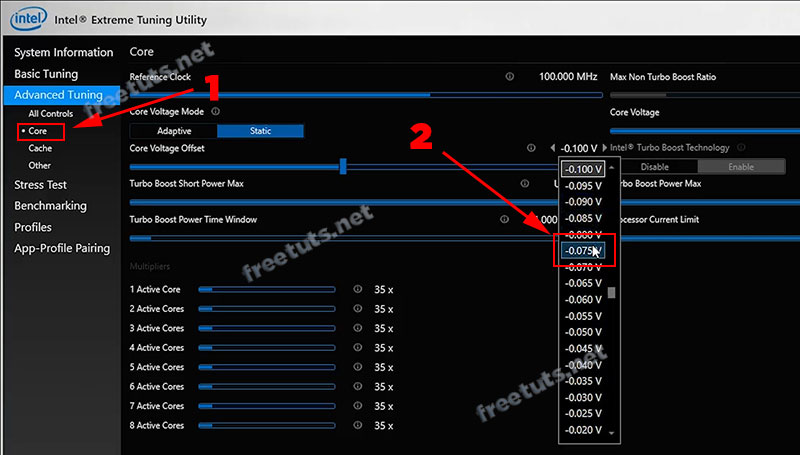 intel
Intel® Extreme Tuning Utility
System Information
Basic Tuning
Advanced Tuning
All Controls
Core
Cache
Other
Stress Test
Benchmarking
Profiles
App-Profile Pairing
1
2
Core
Reference Clock
100.000 MHz
Core Voltage Mode
Adaptive
Static
Core Voltage Offset
-0.100 V
Turbo Boost Short Power Max
Turbo Boost Power Time Window
Multipliers
1 Active Core
35 x
2 Active Cores
35 x
3 Active Cores
35 x
4 Active Cores
35 x
5 Active Cores
35 x
6 Active Cores
35 x
7 Active Cores
35 x
8 Active Cores
35 x
-0.100 V
-0.095 V
-0.090 V
-0.085 V
-0.080 V
-0.075 V
-0.070 V
-0.065 V
-0.060 V
-0.055 V
-0.050 V
-0.045 V
-0.040 V
-0.035 V
-0.030 V
-0.025 V
-0.020 V
Max Non Turbo Boost Ratio
Core Voltage
Intel® Turbo Boost Technology
Disable
Enable
Power Max
Current Limit
freetuts.net
freetuts.net
freetuts.net